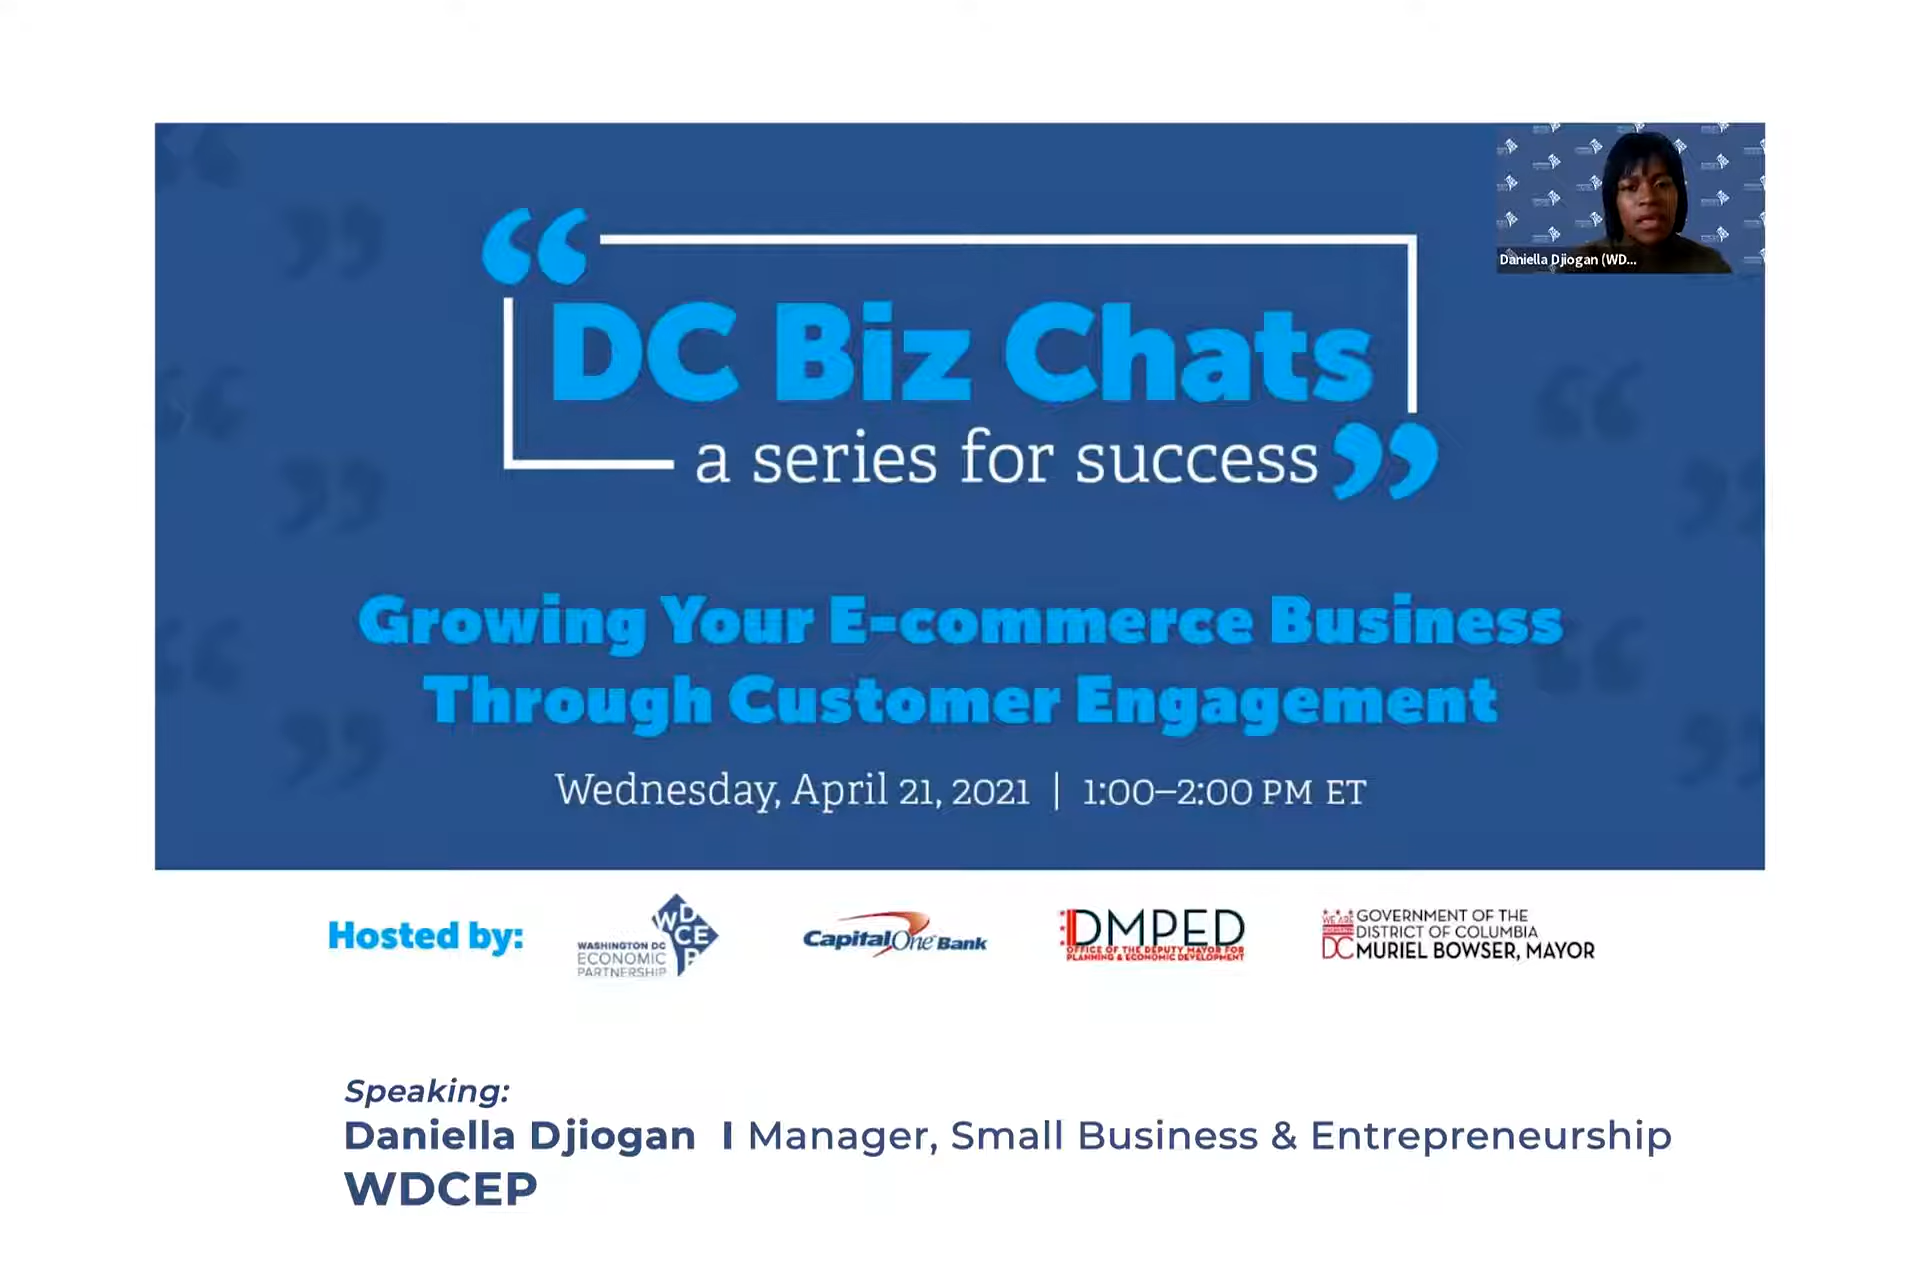 Daniella Djiogan (WD...
“DC Biz Chats
a series for success”
Growing Your E-commerce Business
Through Customer Engagement
Wednesday, April 21, 2021 | 1:00–2:00 PM ET
Hosted by:
WDCEP
WASHINGTON DC
ECONOMIC
PARTNERSHIP
CapitalOne Bank
DMPED
OFFICE OF THE DEPUTY MAYOR FOR
PLANNING & ECONOMIC DEVELOPMENT
WE ARE
DC
GOVERNMENT OF THE
DISTRICT OF COLUMBIA
MURIEL BOWSER, MAYOR
Speaking:
Daniella Djiogan I Manager, Small Business & Entrepreneurship
WDCEP